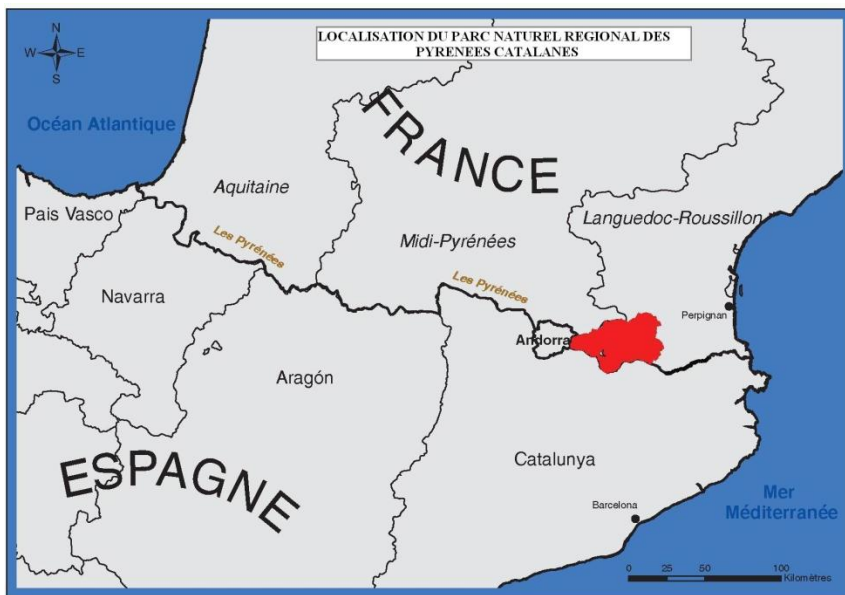 LOCALISATION DU PARC NATUREL REGIONAL DES
PYRENEES CATALANES
N
W E
S
Océan Atlantique
FRANCE
Aquitaine
Pais Vasco
Languedoc-Roussillon
Les Pyrénées
Midi-Pyrénées
Les Pyrénées
Navarra
Perpignan
Andorra
Aragón
ESPAGNE
Catalunya
Mer
Méditerranée
Barcelona
0 25 50 100
Kilomètres